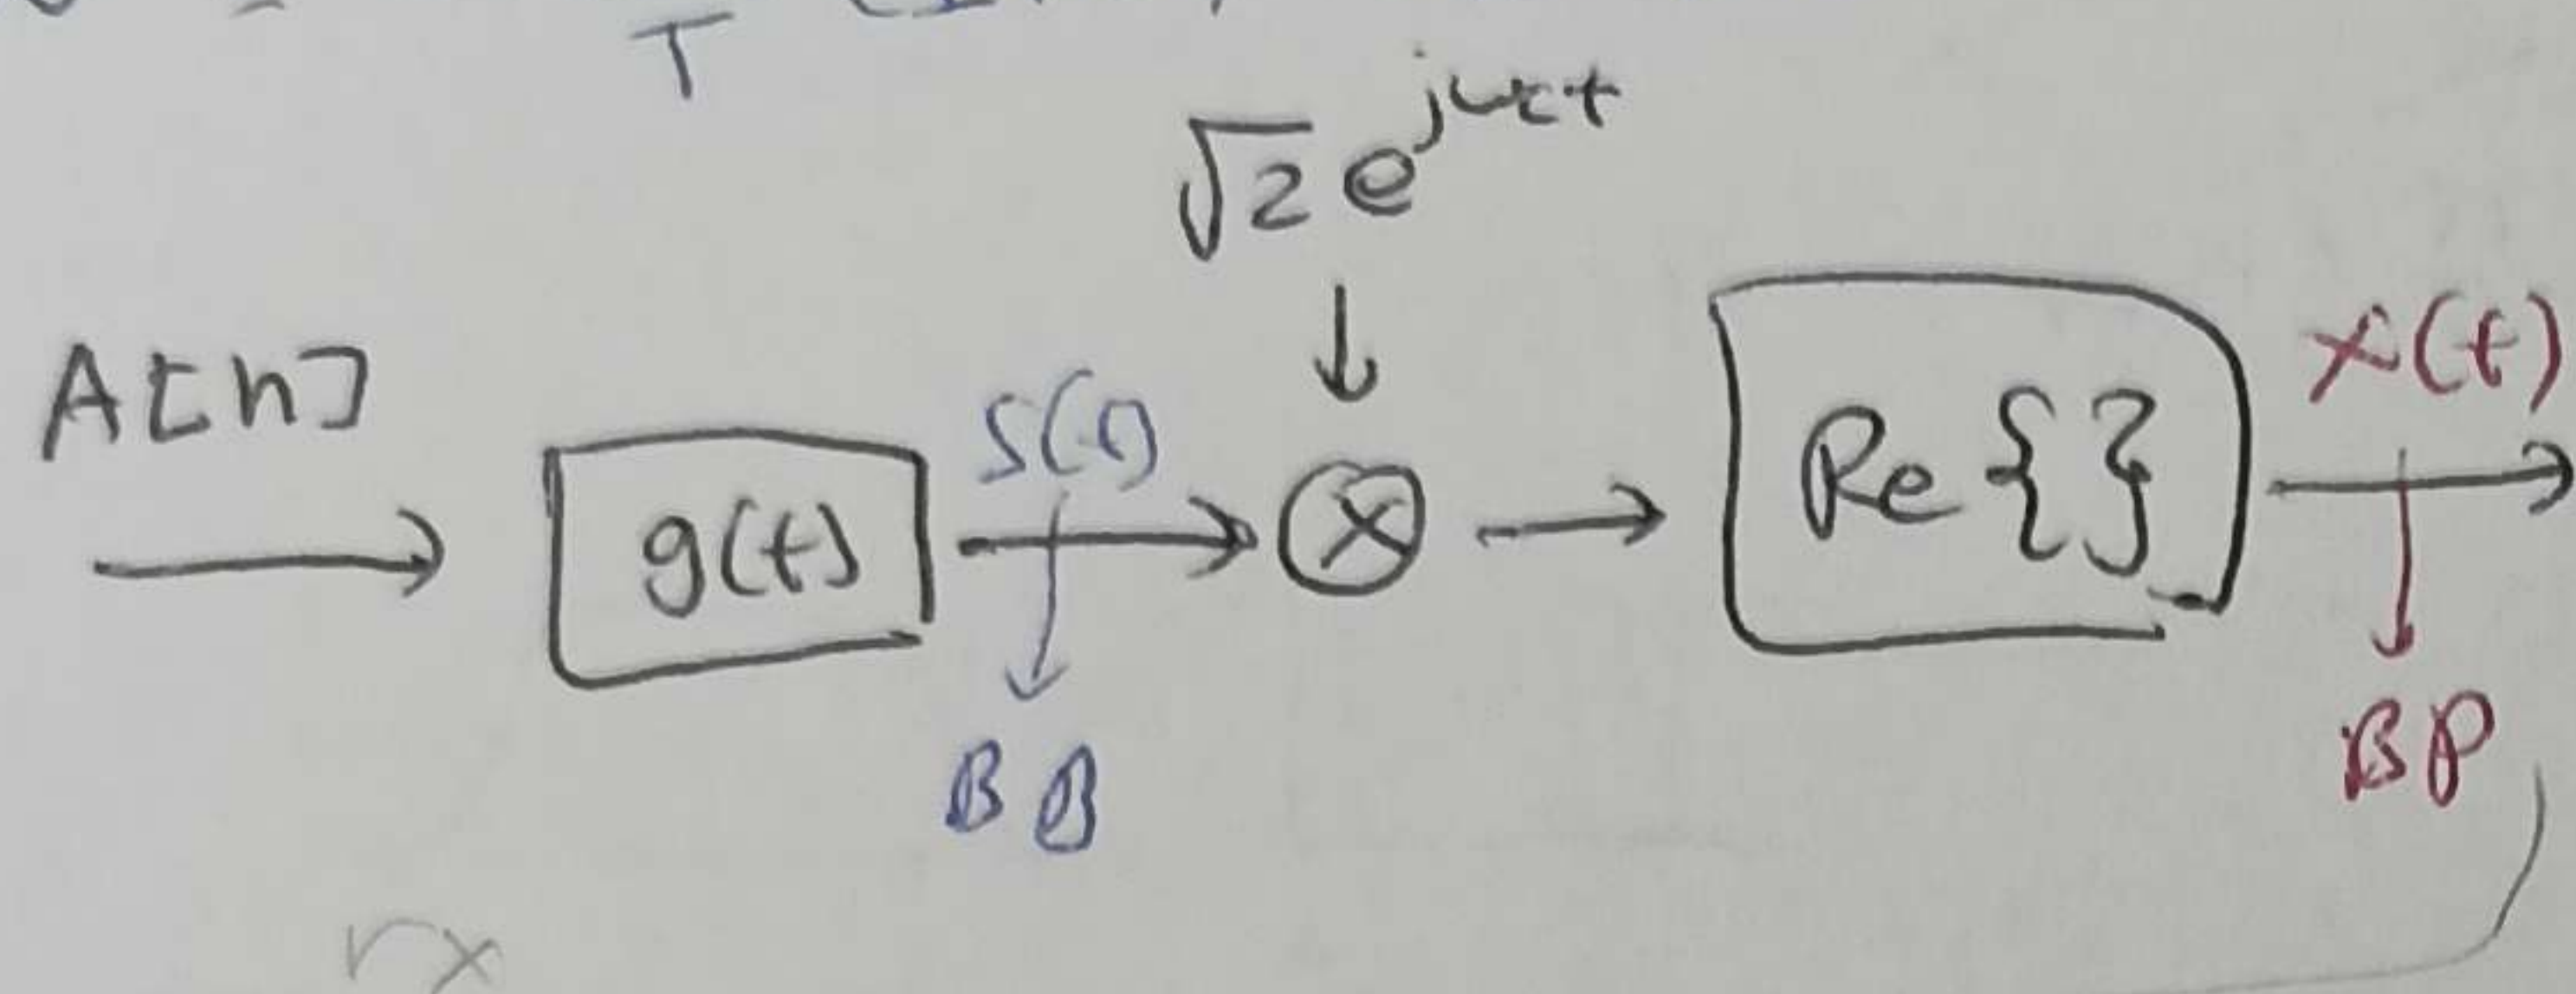 T
√2 e^jωct
A[n]
g(t)
S(t)
Re{}
x(t)
BB
BP
rx